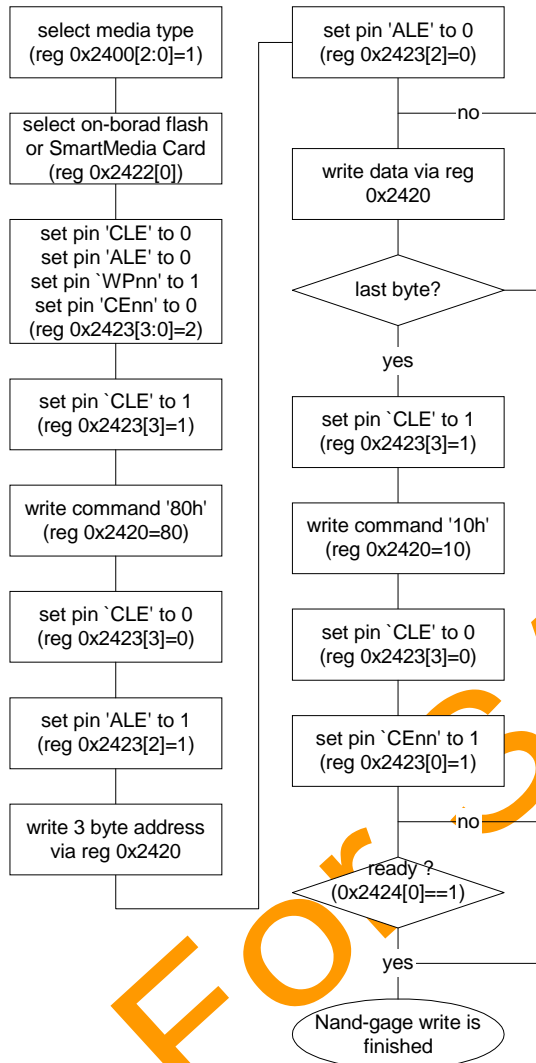 select media type
(reg 0x2400[2:0]=1)
select on-borad flash
or SmartMedia Card
(reg 0x2422[0])
set pin 'CLE' to 0
set pin 'ALE' to 0
set pin `WPnn' to 1
set pin 'CEnn' to 0
(reg 0x2423[3:0]=2)
set pin `CLE' to 1
(reg 0x2423[3]=1)
write command '80h'
(reg 0x2420=80)
set pin `CLE' to 0
(reg 0x2423[3]=0)
set pin 'ALE' to 1
(reg 0x2423[2]=1)
write 3 byte address
via reg 0x2420
set pin 'ALE' to 0
(reg 0x2423[2]=0)
no
write data via reg
0x2420
last byte?
yes
set pin `CLE' to 1
(reg 0x2423[3]=1)
write command '10h'
(reg 0x2420=10)
set pin `CLE' to 0
(reg 0x2423[3]=0)
set pin `CEnn' to 1
(reg 0x2423[0]=1)
no
ready ?
(0x2424[0]==1)
yes
Nand-gage write is
finished
For